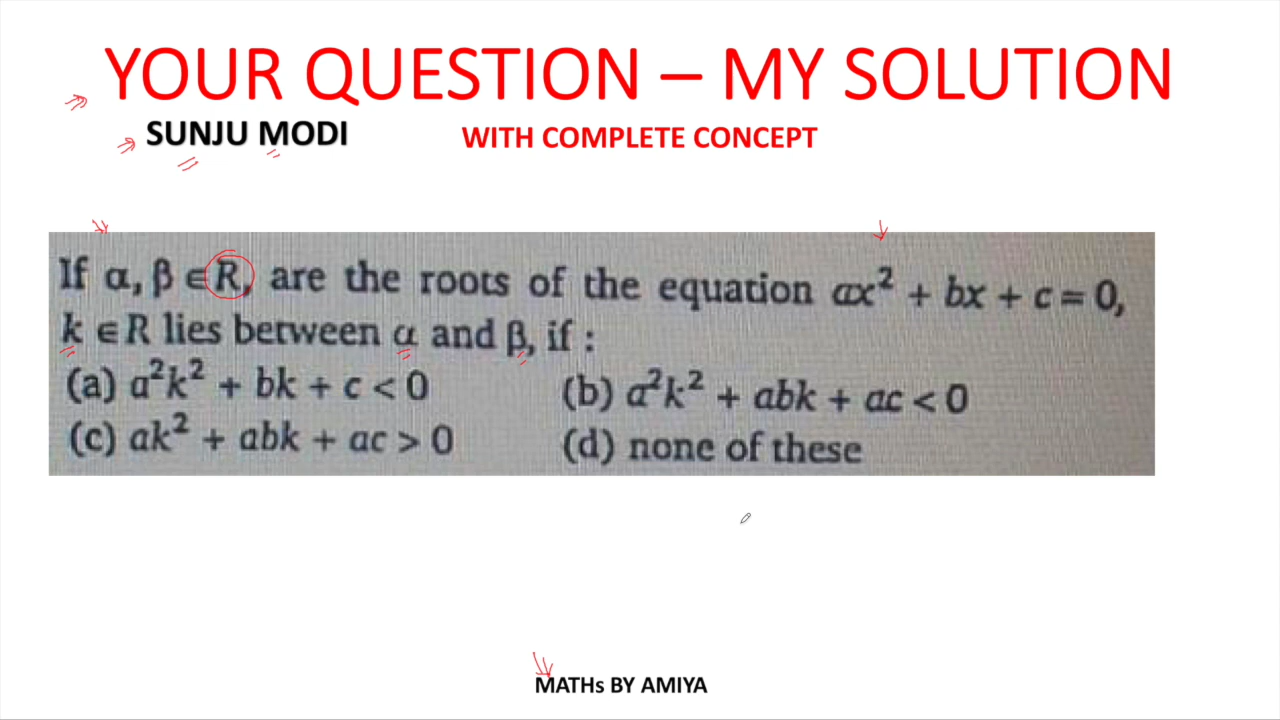 YOUR QUESTION – MY SOLUTION
SUNJU MODI WITH COMPLETE CONCEPT
If α, β ∈ R, are the roots of the equation ax² + bx + c = 0,
k ∈ R lies between α and β, if :
(a) a²k² + bk + c < 0 (b) a²k² + abk + ac < 0
(c) ak² + abk + ac > 0 (d) none of these
MATHs BY AMIYA